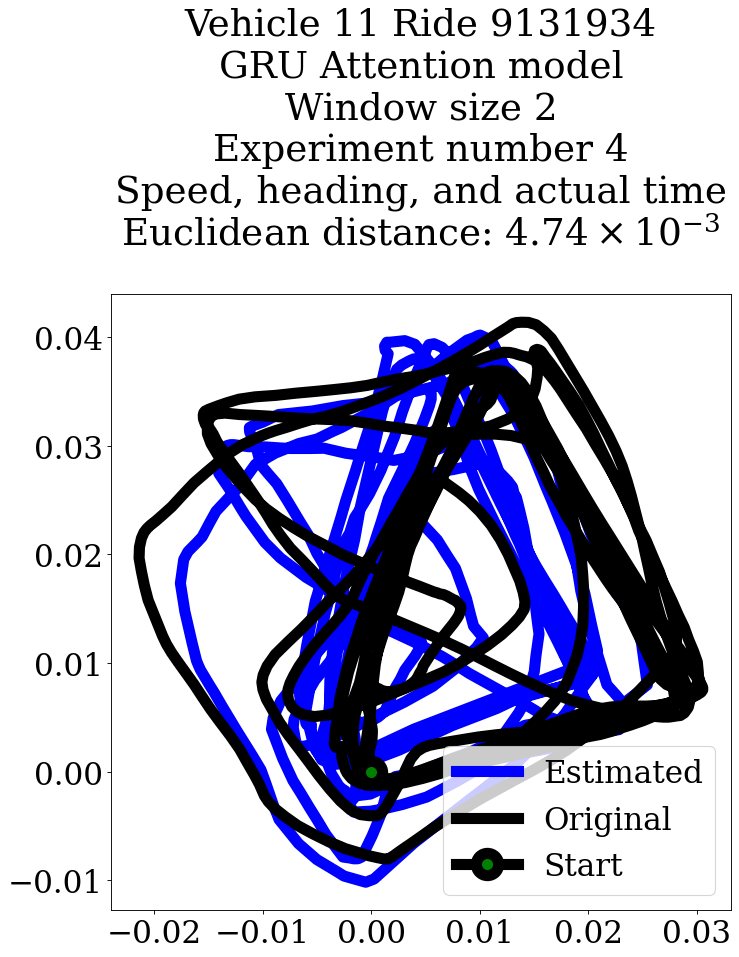 Vehicle 11 Ride 9131934
GRU Attention model
Window size 2
Experiment number 4
Speed, heading, and actual time
Euclidean distance: 4.74 × 10⁻³
0.04
0.03
0.02
0.01
0.00
−0.01
Estimated
Original
Start
−0.02 −0.01 0.00 0.01 0.02 0.03